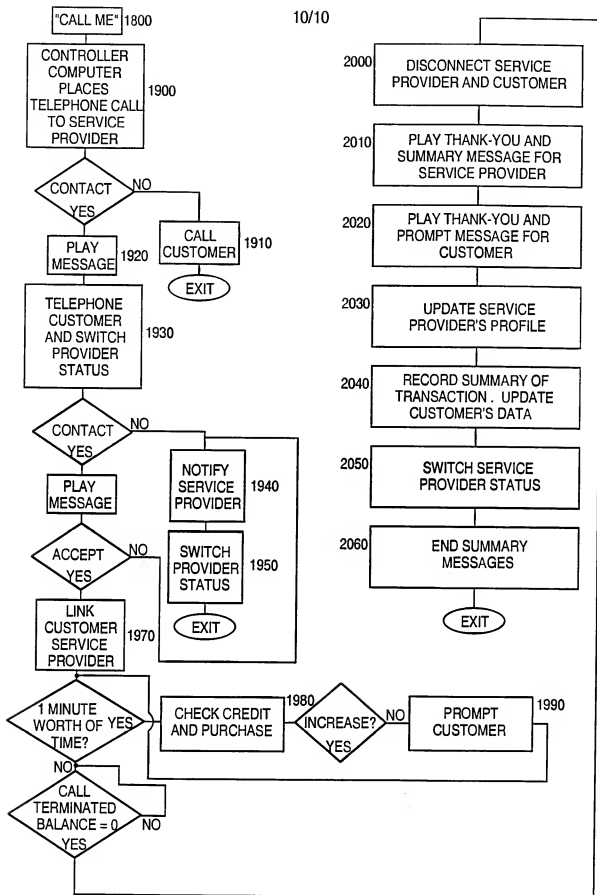 10/10
"CALL ME"
1800
CONTROLLER
COMPUTER
PLACES
TELEPHONE CALL
TO SERVICE
PROVIDER
1900
CONTACT
NO
YES
CALL
CUSTOMER
1910
EXIT
PLAY
MESSAGE
1920
TELEPHONE
CUSTOMER
AND SWITCH
PROVIDER
STATUS
1930
CONTACT
NO
YES
NOTIFY
SERVICE
PROVIDER
1940
SWITCH
PROVIDER
STATUS
1950
EXIT
PLAY
MESSAGE
ACCEPT
NO
YES
LINK
CUSTOMER
SERVICE
PROVIDER
1970
1 MINUTE
WORTH OF
TIME?
YES
NO
CHECK CREDIT
AND PURCHASE
1980
INCREASE?
NO
YES
PROMPT
CUSTOMER
1990
CALL
TERMINATED
BALANCE = 0
NO
YES
2000
DISCONNECT SERVICE
PROVIDER AND CUSTOMER
2010
PLAY THANK-YOU AND
SUMMARY MESSAGE FOR
SERVICE PROVIDER
2020
PLAY THANK-YOU AND
PROMPT MESSAGE FOR
CUSTOMER
2030
UPDATE SERVICE
PROVIDER'S PROFILE
2040
RECORD SUMMARY OF
TRANSACTION . UPDATE
CUSTOMER'S DATA
2050
SWITCH SERVICE
PROVIDER STATUS
2060
END SUMMARY
MESSAGES
EXIT